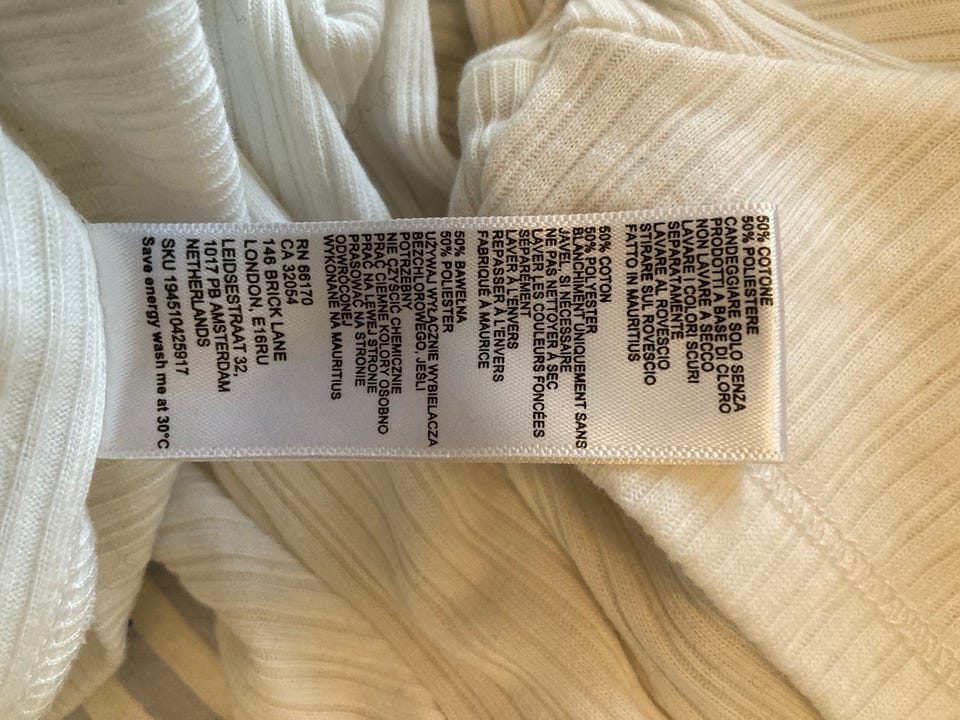 50% COTONE
50% POLIESTERE
CANDEGGIARE SOLO SENZA
PRODOTTI A BASE DI CLORO
NON LAVARE A SECCO
LAVARE I COLORI SCURI
SEPARATAMENTE
LAVARE AL ROVESCIO
STIRARE SUL ROVESCIO
FATTO IN MAURITIUS
50% COTON
50% POLYESTER
BLANCHIMENT UNIQUEMENT SANS
JAVEL SI NÉCESSAIRE
NE PAS NETTOYER À SEC
LAVER LES COULEURS FONCÉES
SÉPARÉMENT
LAVER À L'ENVERS
REPASSER À L'ENVERS
FABRIQUÉ À MAURICE
50% BAWEŁNA
50% POLIESTER
UŻYWAJ WYŁĄCZNIE WYBIELACZA
BEZCHLOROWEGO, JEŚLI
POTRZEBNY
NIE CZYŚCIĆ CHEMICZNIE
PRAĆ CIEMNE KOLORY OSOBNO
PRAĆ NA LEWEJ STRONIE
PRASOWAĆ NA STRONIE
ODWRÓCONEJ
WYKONANE NA MAURITIUS
RN 66170
CA 32054
146 BRICK LANE
LONDON, E16RU
LEIDSESTRAAT 32,
1017 PB AMSTERDAM
NETHERLANDS
SKU 194510425917
Save energy wash me at 30°C